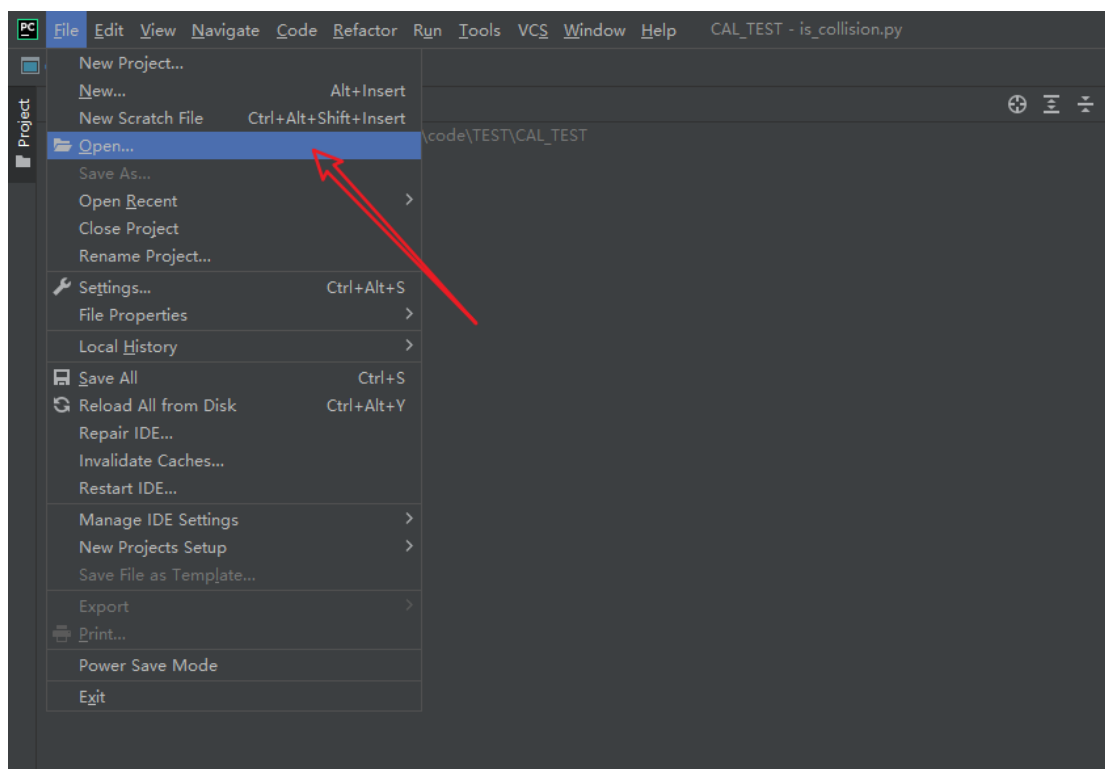 PC File Edit View Navigate Code Refactor Run Tools VCS Window Help CAL_TEST - is_collision.py
Project
New Project...
New... Alt+Insert
New Scratch File Ctrl+Alt+Shift+Insert
Open... \code\TEST\CAL_TEST
Save As...
Open Recent
Close Project
Rename Project...
Settings... Ctrl+Alt+S
File Properties
Local History
Save All Ctrl+S
Reload All from Disk Ctrl+Alt+Y
Repair IDE...
Invalidate Caches...
Restart IDE...
Manage IDE Settings
New Projects Setup
Save File as Template...
Export
Print...
Power Save Mode
Exit